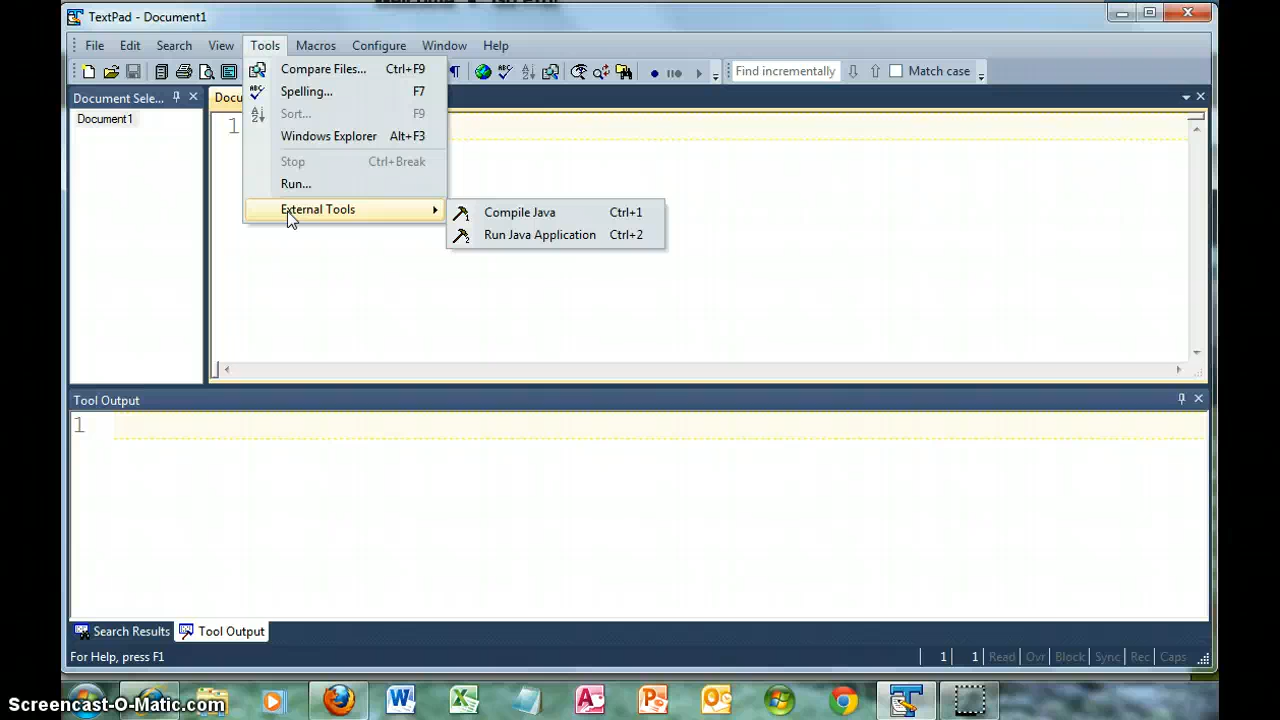 TextPad - Document1
File Edit Search View Tools Macros Configure Window Help
Find incrementally Match case
Compare Files... Ctrl+F9
Spelling... F7
Sort... F9
Windows Explorer Alt+F3
Stop Ctrl+Break
Run...
External Tools
Compile Java Ctrl+1
Run Java Application Ctrl+2
Document Sele...
Document1
Docu
1
Tool Output
1
Search Results Tool Output
For Help, press F1 1 1 Read Ovr Block Sync Rec Caps
Screencast-O-Matic.com